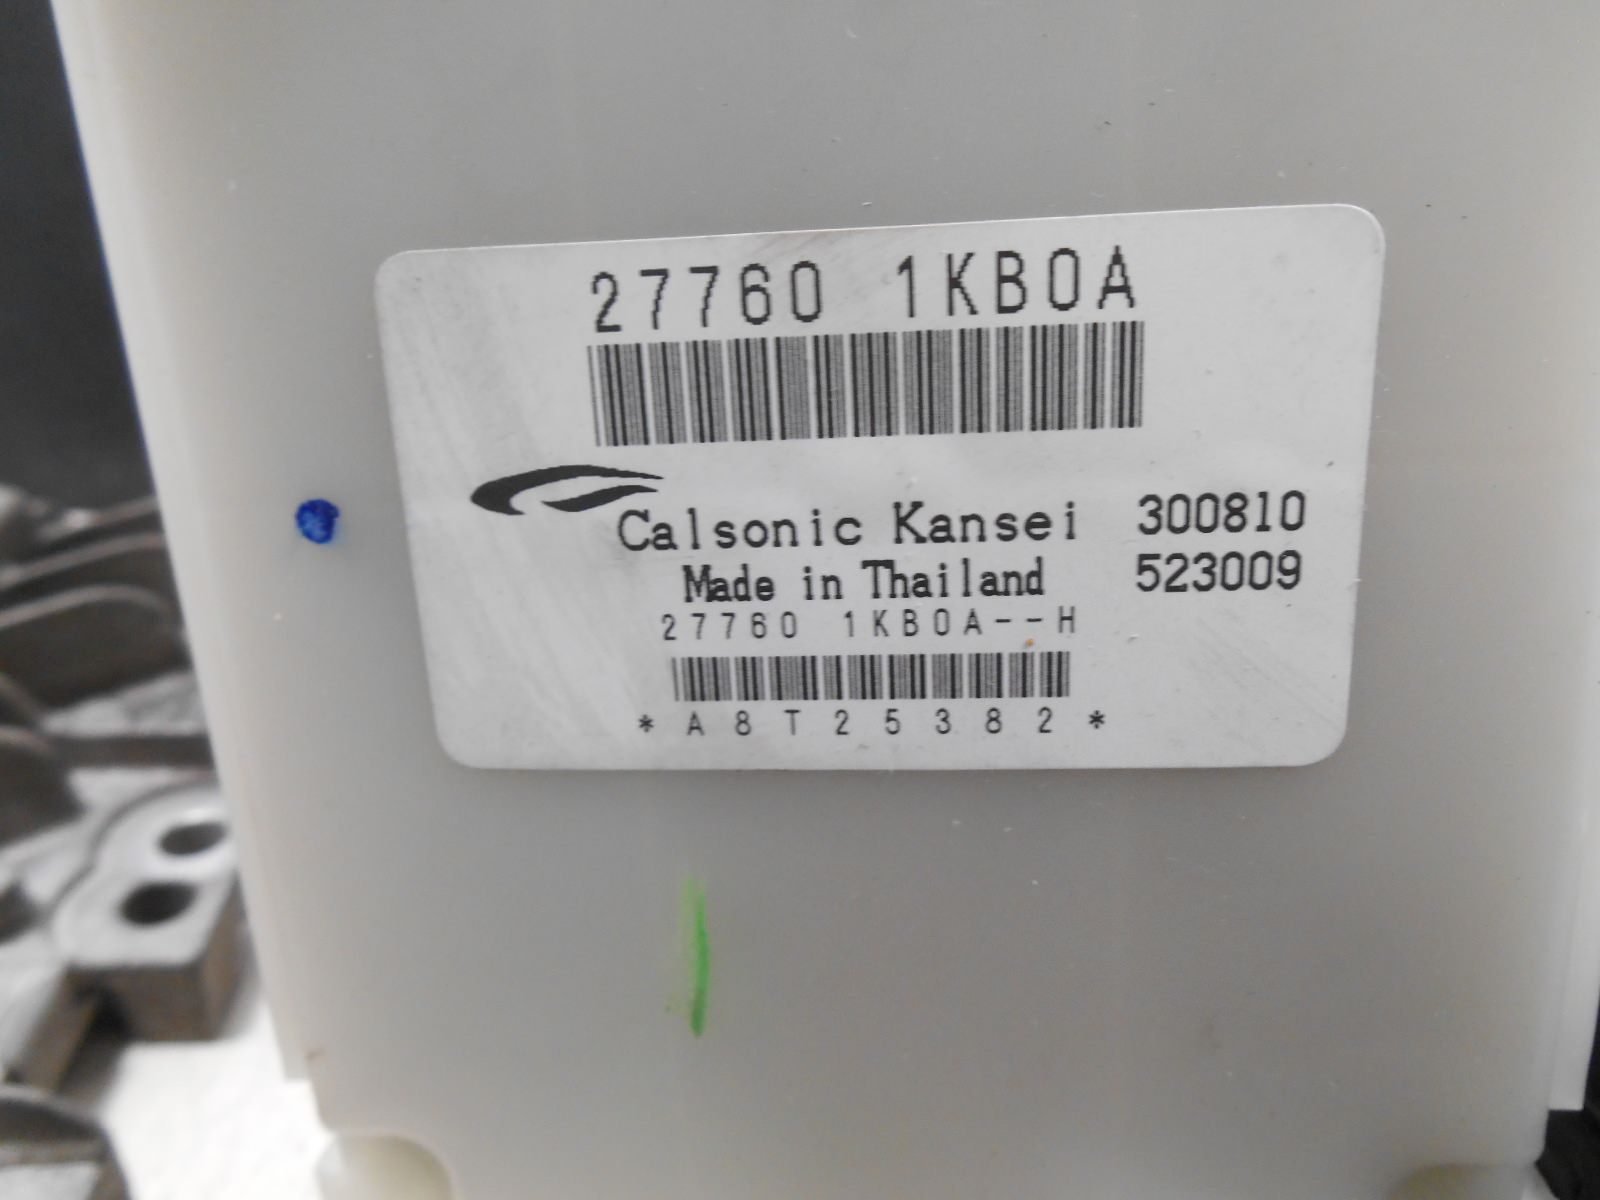 27760 1KB0A
Calsonic Kansei 300810
Made in Thailand 523009
27760 1KB0A--H
*A8T25382*